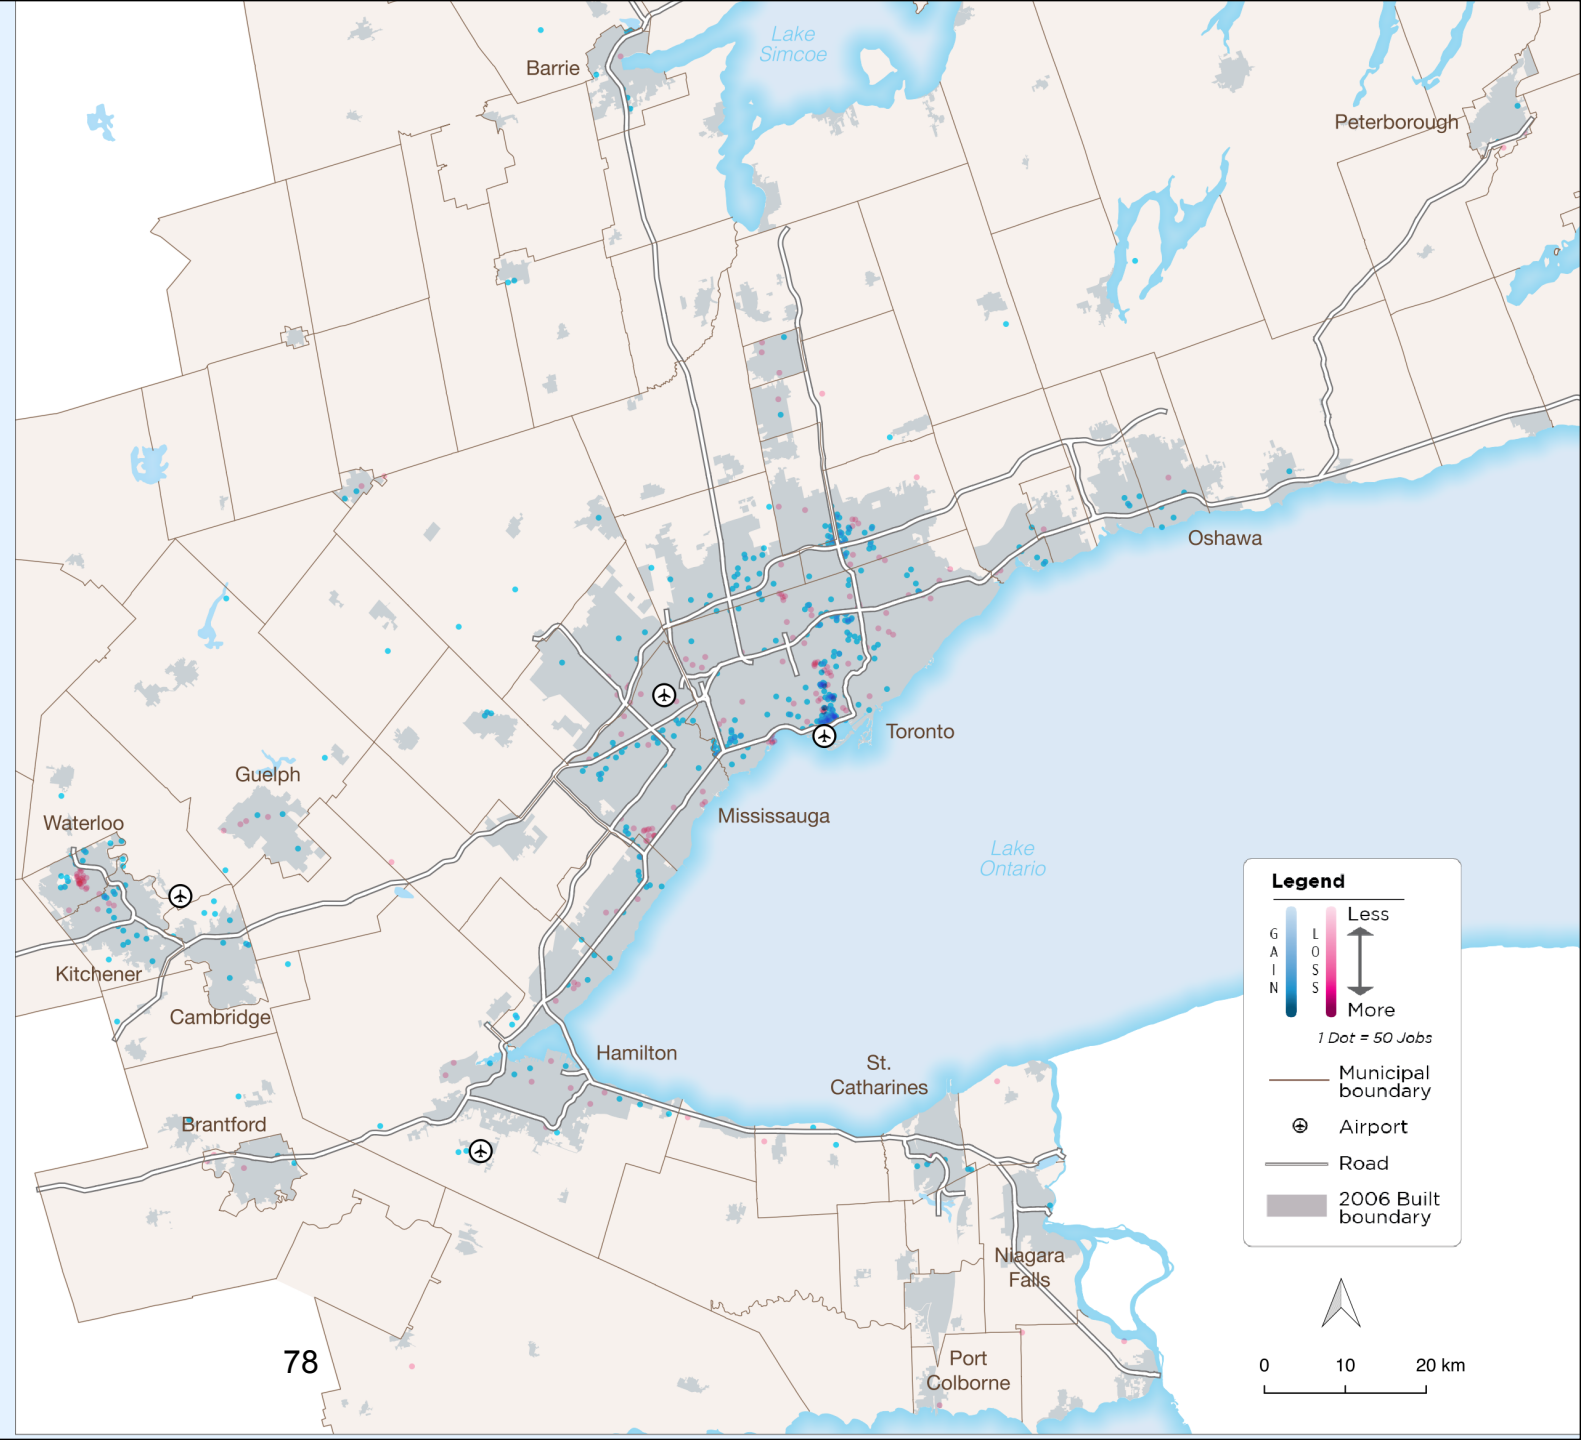 Lake
Simcoe
Barrie
Peterborough
Oshawa
Toronto
Guelph
Waterloo
Mississauga
Lake
Ontario
Kitchener
Cambridge
Hamilton
St.
Catharines
Brantford
Niagara
Falls
Port
Colborne
78
Legend
GAIN
LOSS
Less
More
1 Dot = 50 Jobs
Municipal
boundary
Airport
Road
2006 Built
boundary
0 10 20 km